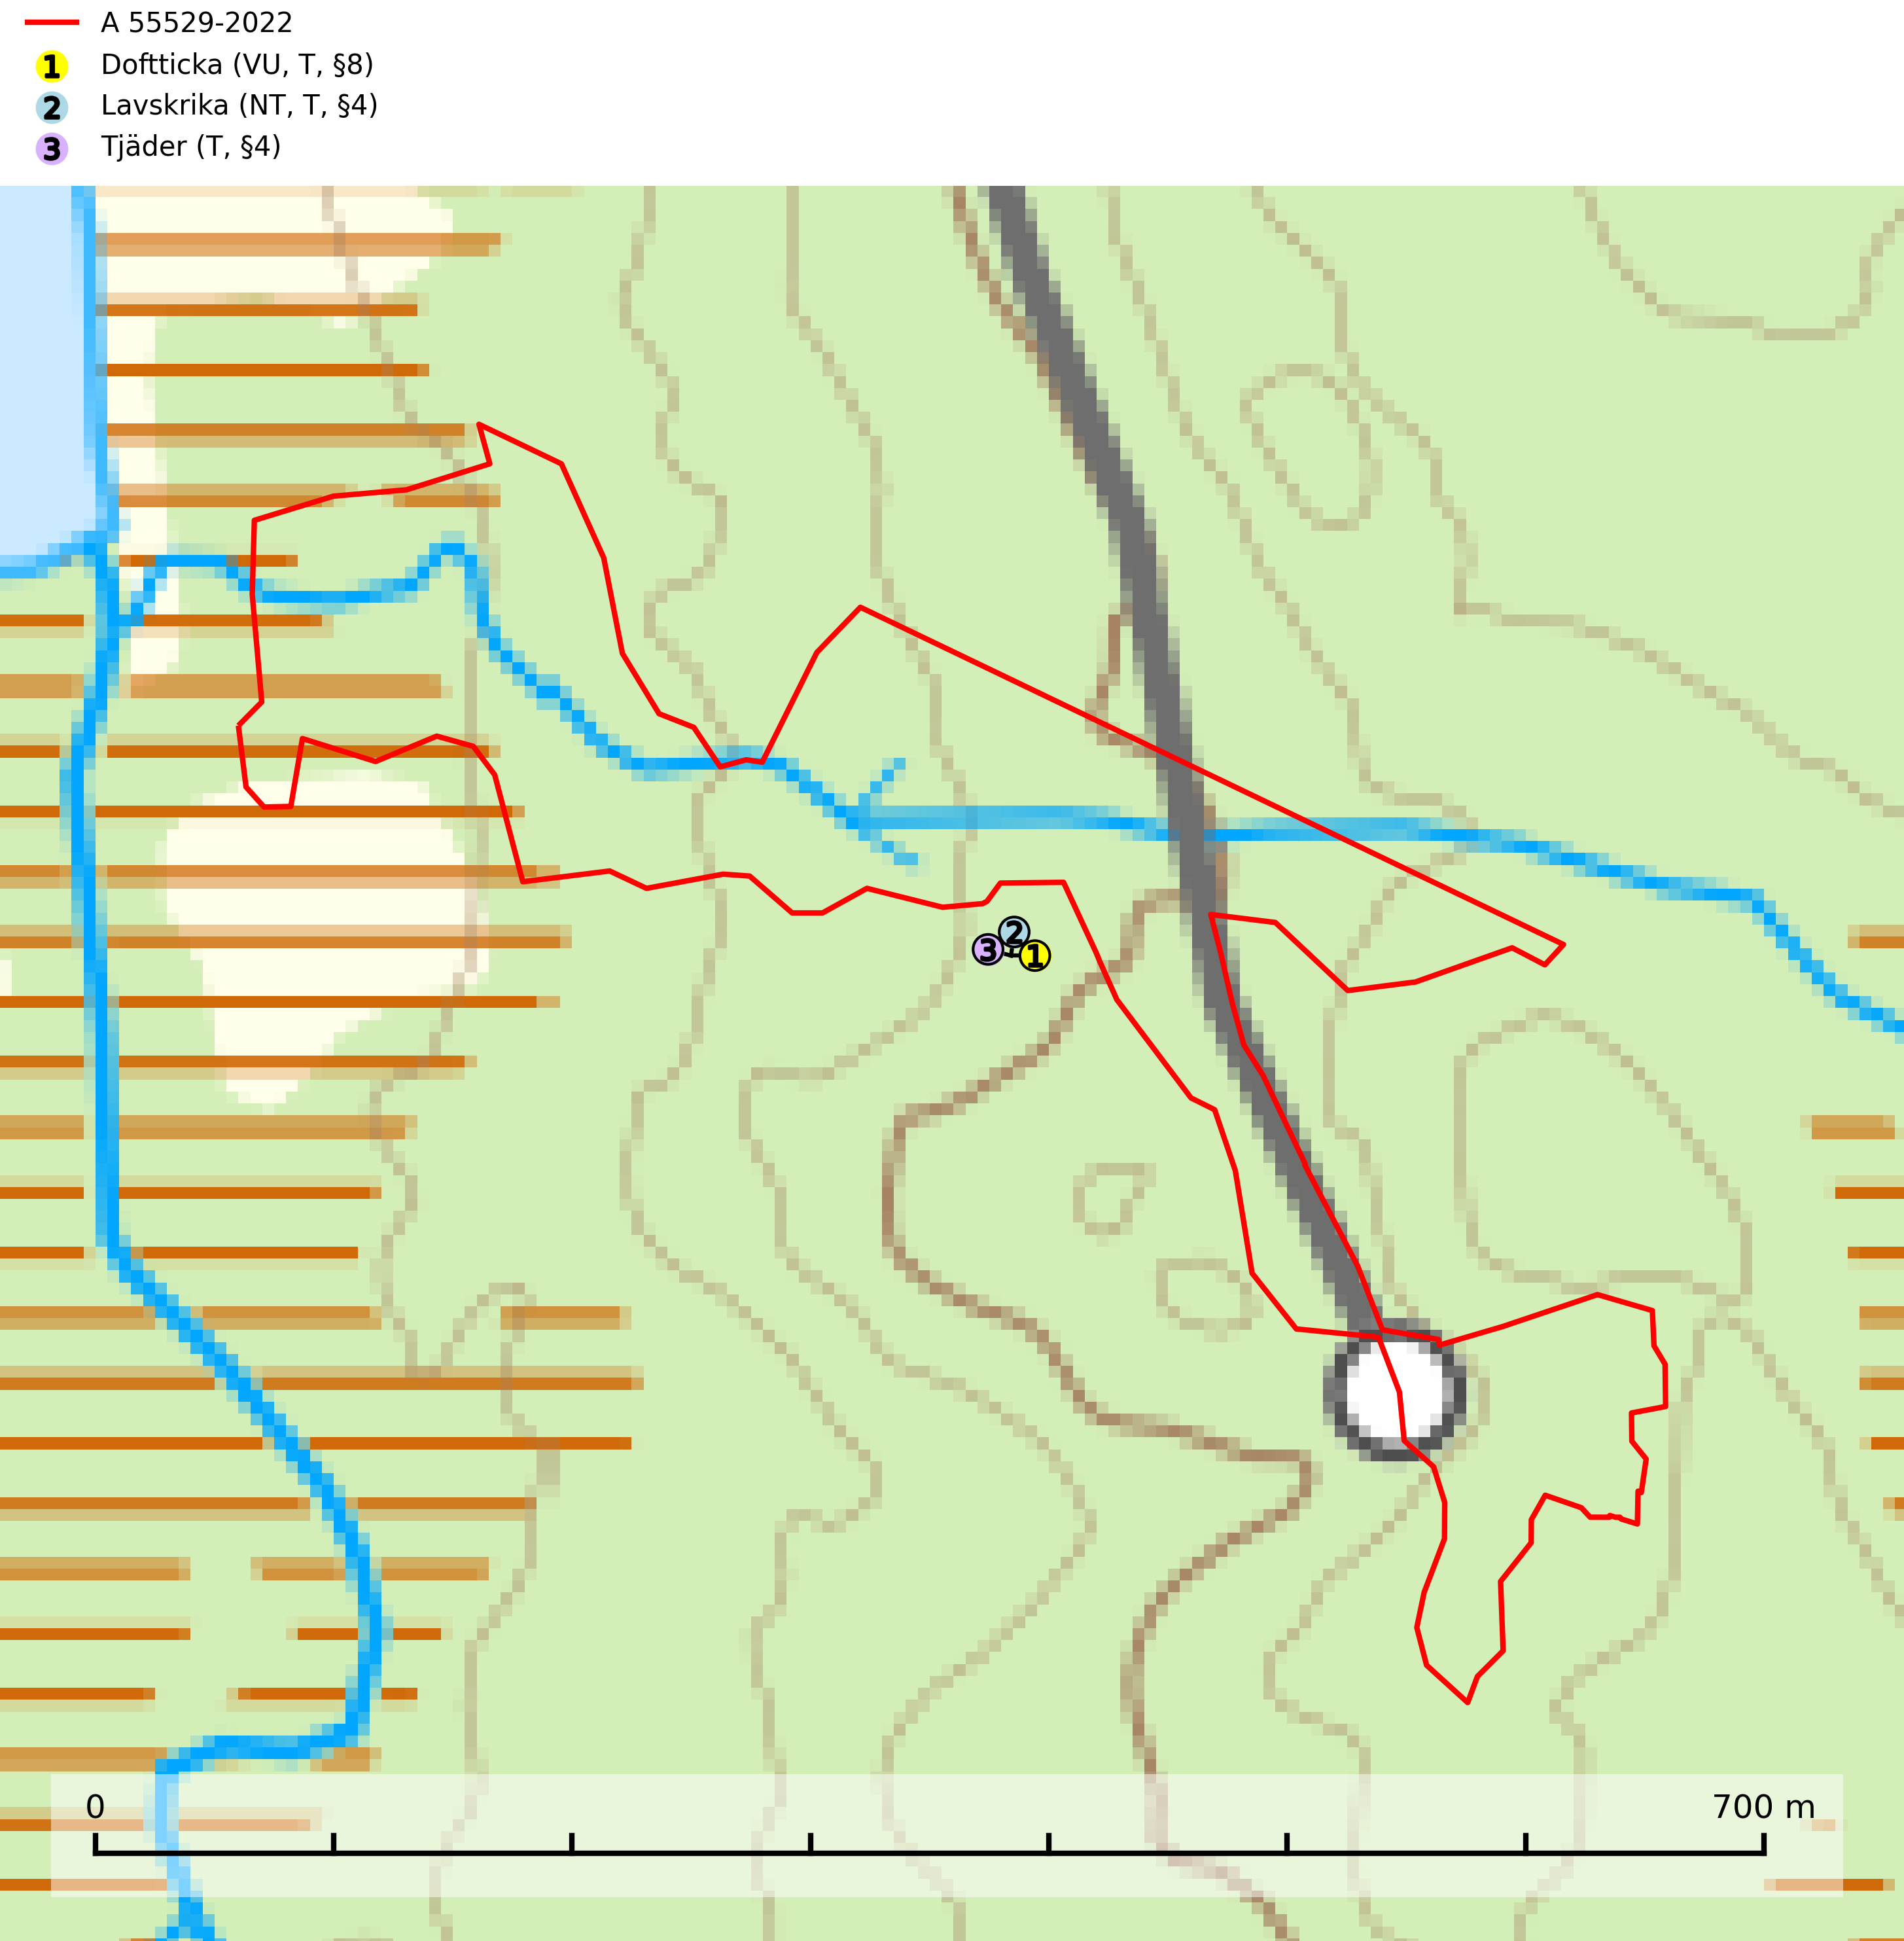 A 55529-2022
1 Doftticka (VU, T, §8)
2 Lavskrika (NT, T, §4)
3 Tjäder (T, §4)
2
3 1
0 700 m